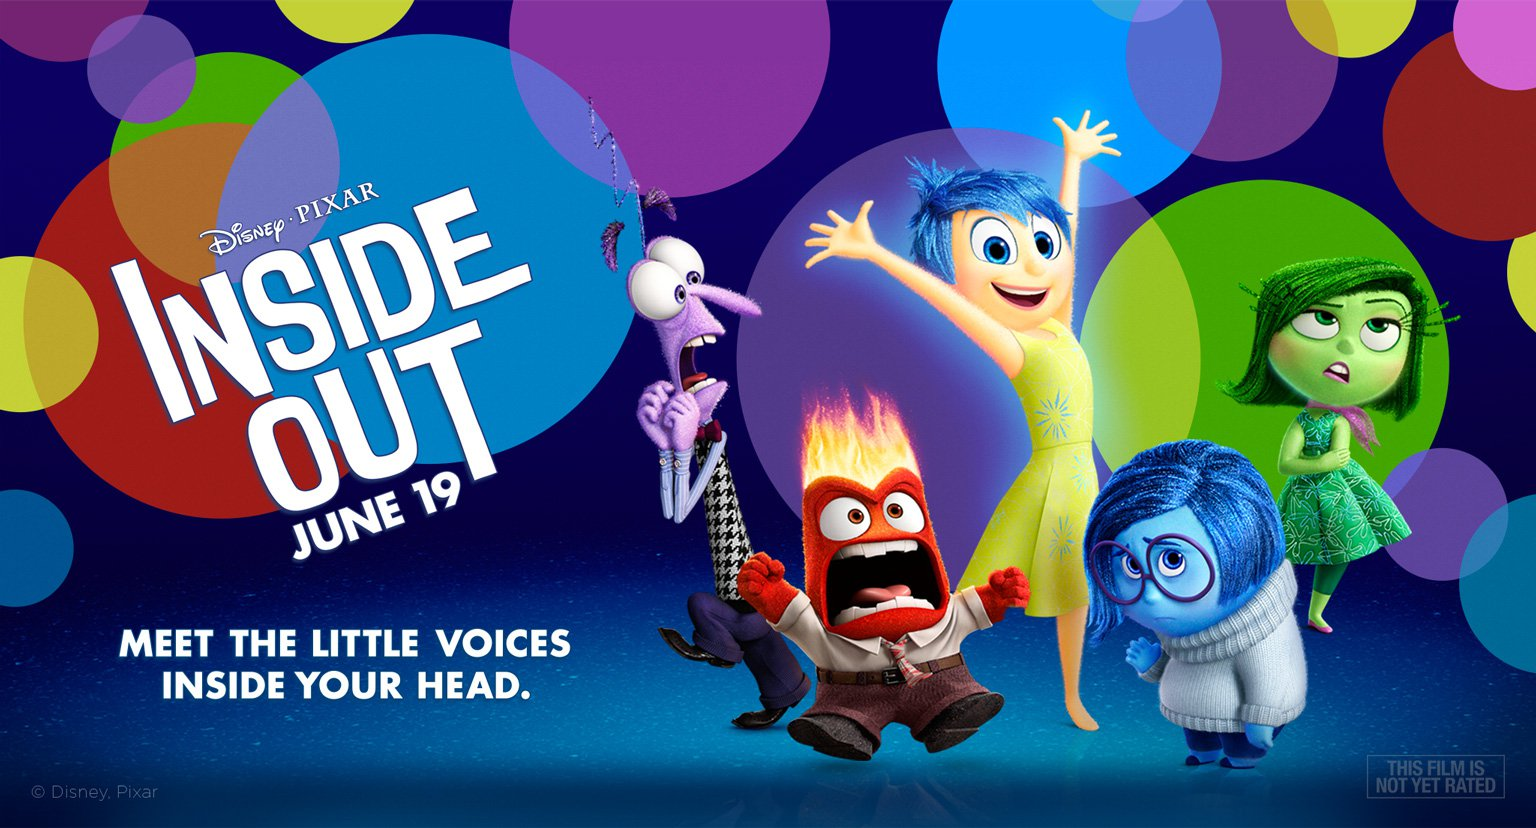 Disney · PIXAR
INSIDE
OUT
JUNE 19
MEET THE LITTLE VOICES
INSIDE YOUR HEAD.
© Disney, Pixar
THIS FILM IS
NOT YET RATED